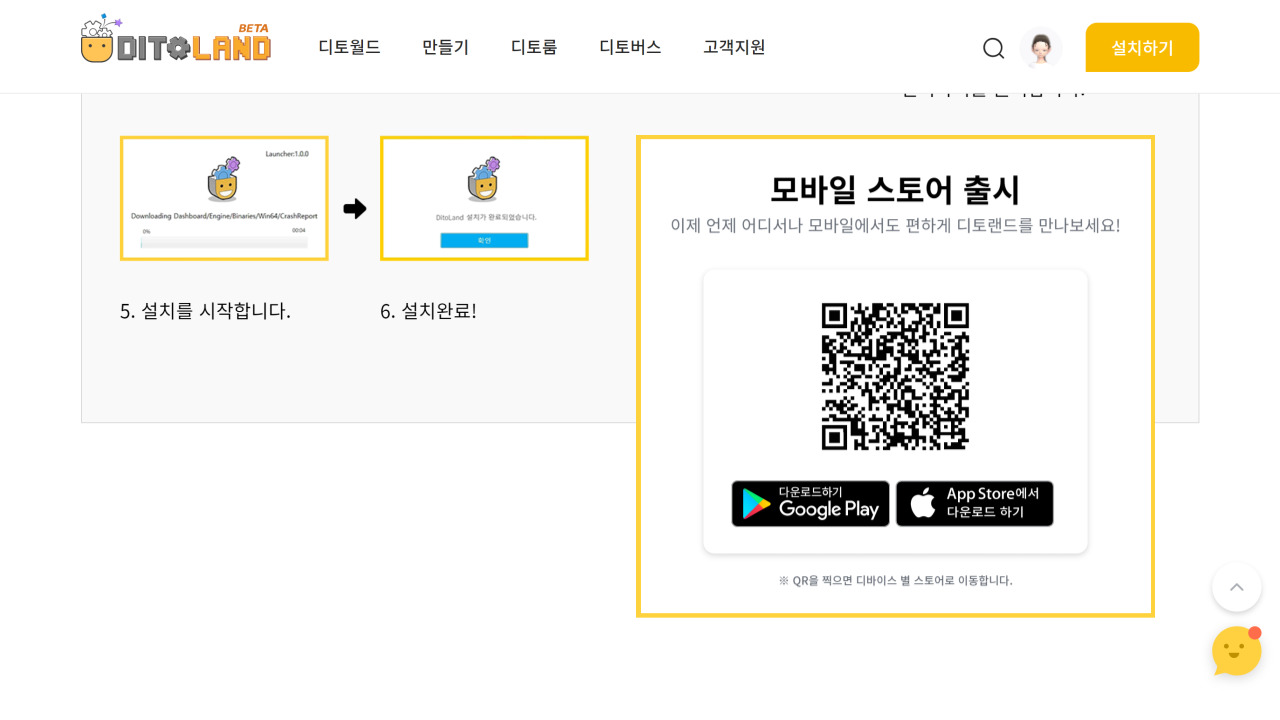 BETA
DITOLAND
디토월드
만들기
디토룸
디토버스
고객지원
설치하기
Launcher:1.0.0
Downloading Dashboard/Engine/Binaries/Win64/CrashReport
0%
00:04
DitoLand 설치가 완료되었습니다.
확인
5. 설치를 시작합니다.
6. 설치완료!
모바일 스토어 출시
이제 언제 어디서나 모바일에서도 편하게 디토랜드를 만나보세요!
다운로드하기
Google Play
App Store에서
다운로드 하기
※ QR을 찍으면 디바이스 별 스토어로 이동합니다.